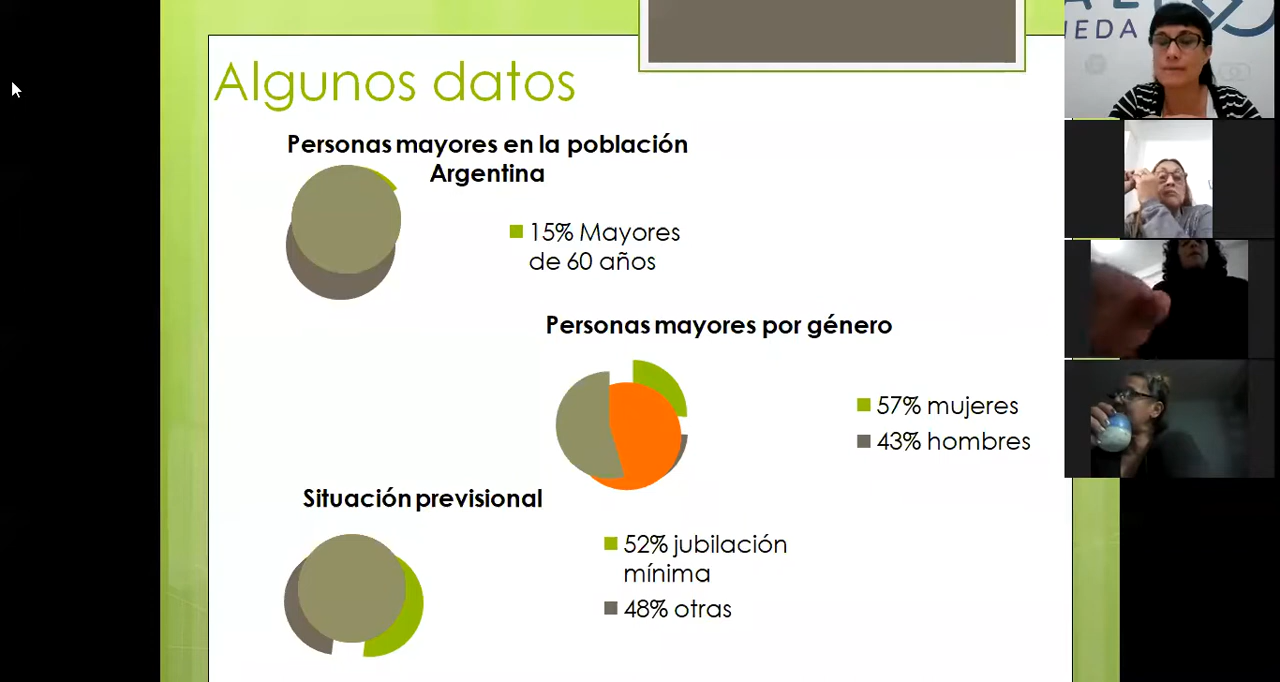 Algunos datos
Personas mayores en la población
Argentina
15% Mayores
de 60 años
Personas mayores por género
57% mujeres
43% hombres
Situación previsional
52% jubilación
mínima
48% otras